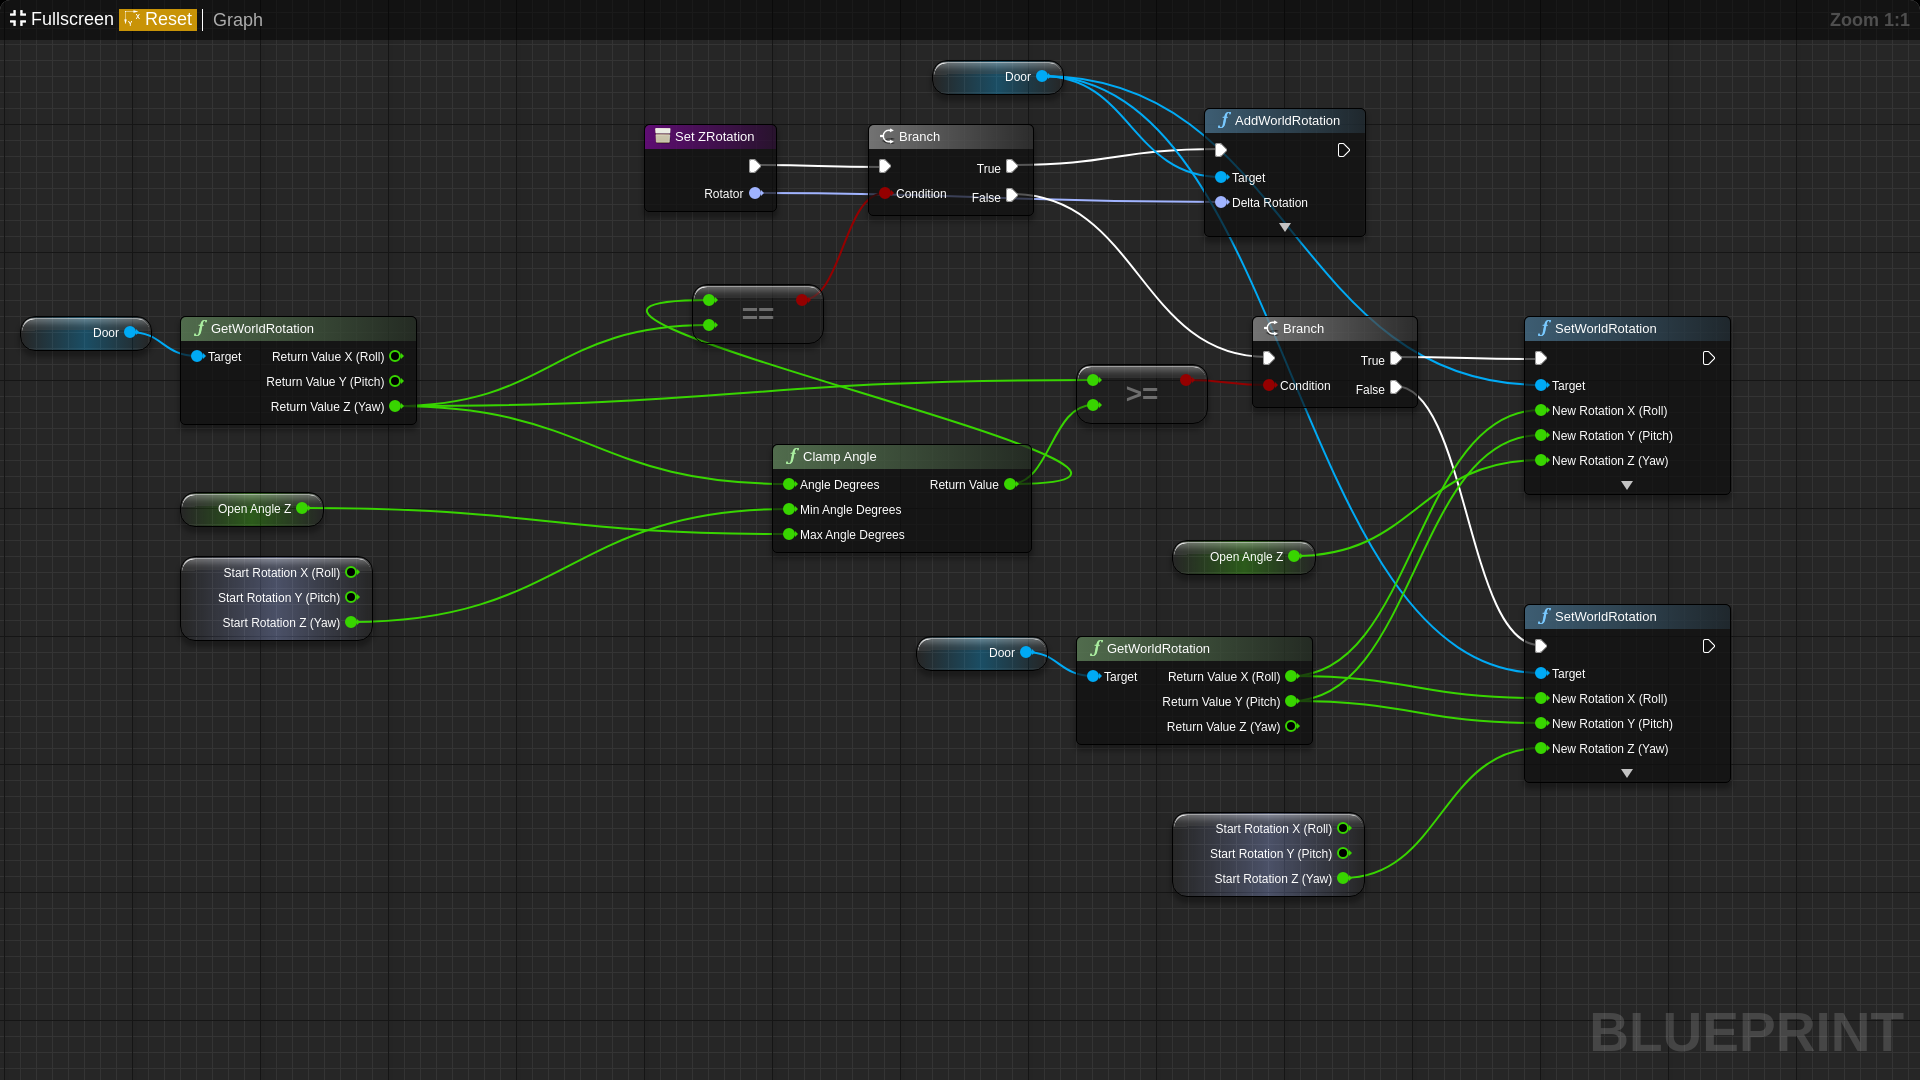 Fullscreen Reset Graph
Zoom 1:1
Door
Set ZRotation
Rotator
Branch
True
Condition
False
AddWorldRotation
Target
Delta Rotation
==
Door
GetWorldRotation
Target
Return Value X (Roll)
Return Value Y (Pitch)
Return Value Z (Yaw)
>=
Branch
True
Condition
False
SetWorldRotation
Target
New Rotation X (Roll)
New Rotation Y (Pitch)
New Rotation Z (Yaw)
Clamp Angle
Angle Degrees
Return Value
Min Angle Degrees
Max Angle Degrees
Open Angle Z
Start Rotation X (Roll)
Start Rotation Y (Pitch)
Start Rotation Z (Yaw)
Open Angle Z
Door
GetWorldRotation
Target
Return Value X (Roll)
Return Value Y (Pitch)
Return Value Z (Yaw)
SetWorldRotation
Target
New Rotation X (Roll)
New Rotation Y (Pitch)
New Rotation Z (Yaw)
Start Rotation X (Roll)
Start Rotation Y (Pitch)
Start Rotation Z (Yaw)
BLUEPRINT